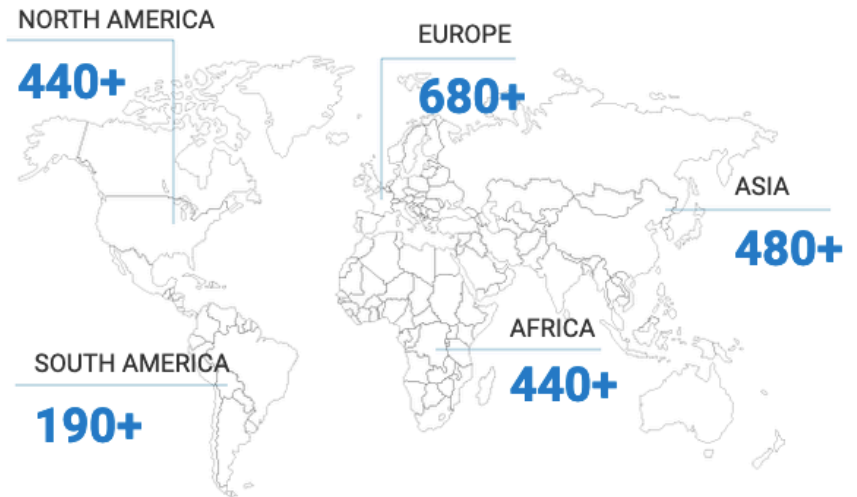 NORTH AMERICA
440+
EUROPE
680+
ASIA
480+
AFRICA
440+
SOUTH AMERICA
190+